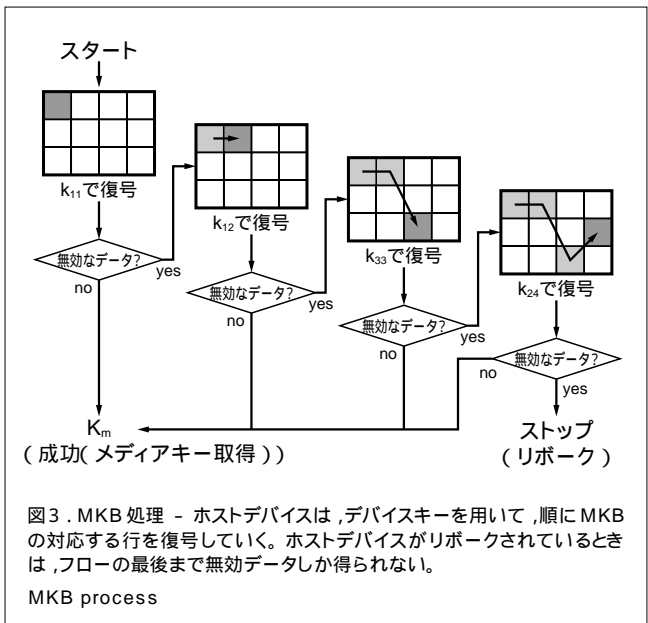 スタート
k11で復号
無効なデータ?
yes
no
k12で復号
無効なデータ?
yes
no
k33で復号
無効なデータ?
yes
no
k24で復号
無効なデータ?
no
yes
Km
(成功(メディアキー取得))
ストップ
(リボーク)
図3.MKB処理 - ホストデバイスは,デバイスキーを用いて,順にMKB
の対応する行を復号していく。ホストデバイスがリボークされているとき
は,フローの最後まで無効データしか得られない。
MKB process